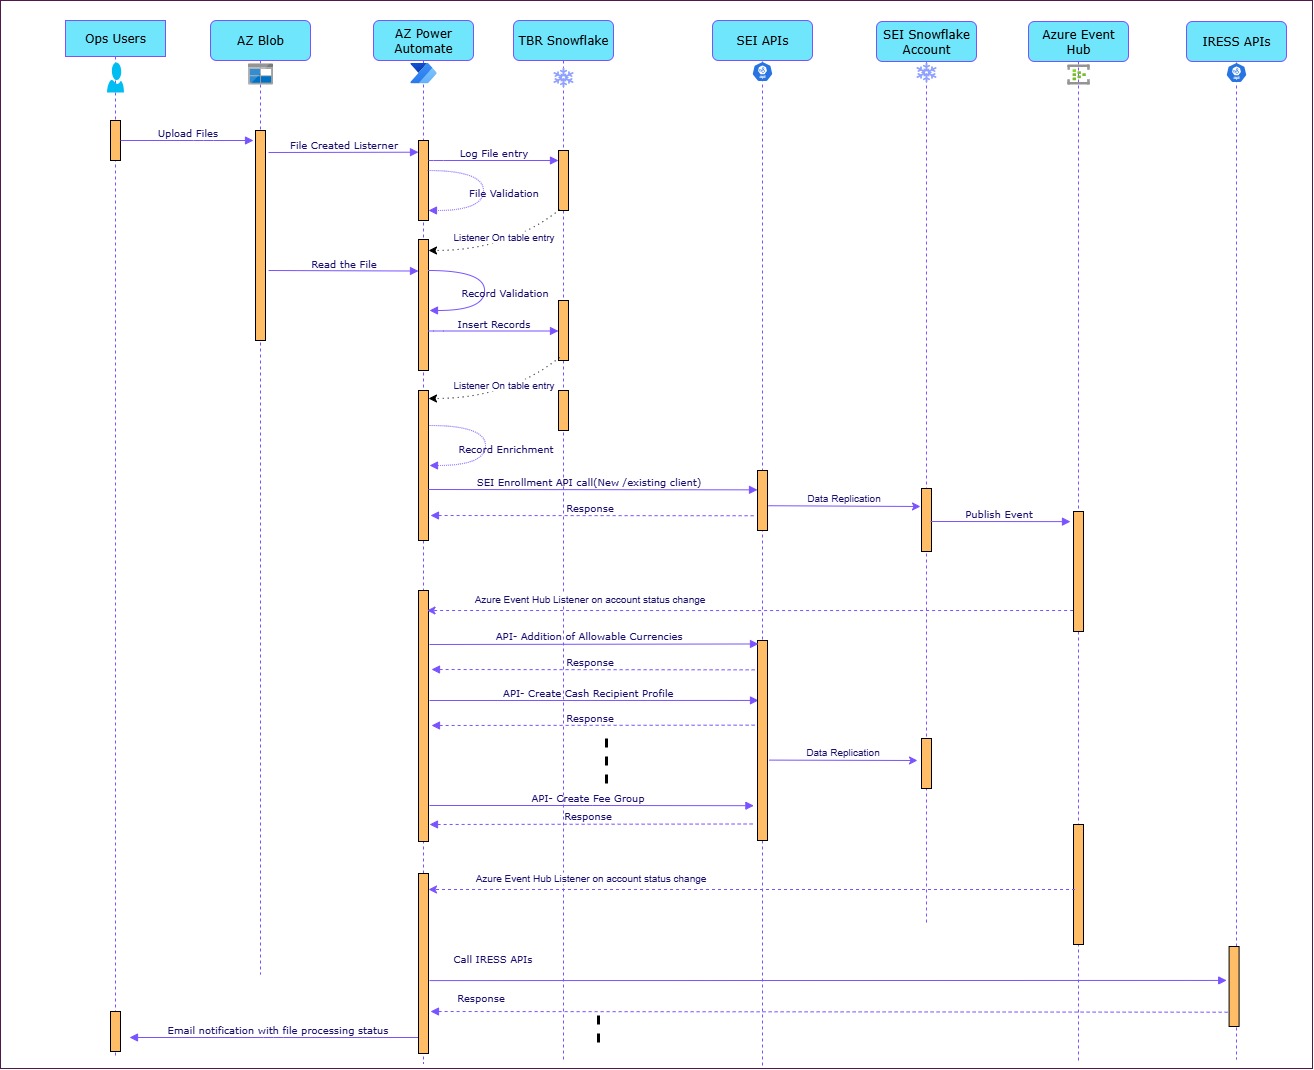 Ops Users
AZ Blob
AZ Power
Automate
TBR Snowflake
SEI APIs
SEI Snowflake
Account
Azure Event
Hub
IRESS APIs
Upload Files
File Created Listerner
Log File entry
File Validation
Listener On table entry
Read the File
Record Validation
Insert Records
Listener On table entry
Record Enrichment
SEI Enrollment API call(New /existing client)
Data Replication
Response
Publish Event
Azure Event Hub Listener on account status change
API- Addition of Allowable Currencies
Response
API- Create Cash Recipient Profile
Response
Data Replication
API- Create Fee Group
Response
Azure Event Hub Listener on account status change
Call IRESS APIs
Response
Email notification with file processing status